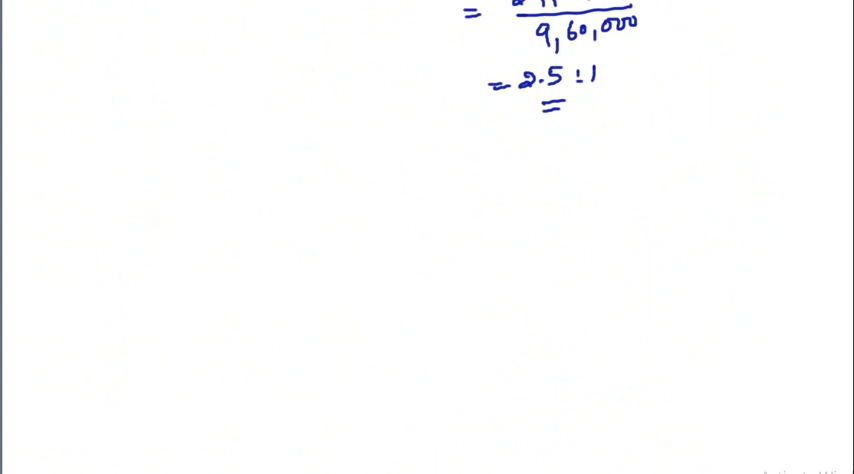 =
9,60,000
= 2.5 : 1